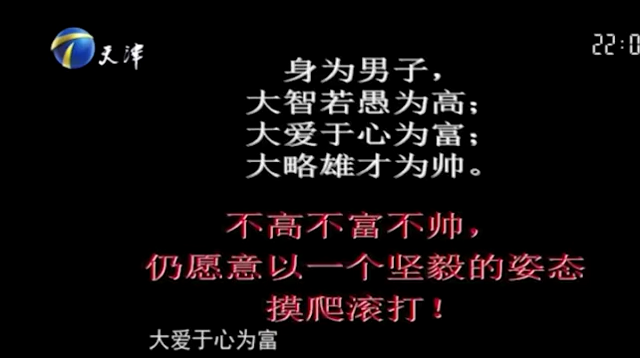 天津
22:0
身为男子，
大智若愚为高；
大爱于心为富；
大略雄才为帅。
不高不富不帅，
仍愿意以一个坚毅的姿态
摸爬滚打！
大爱于心为富